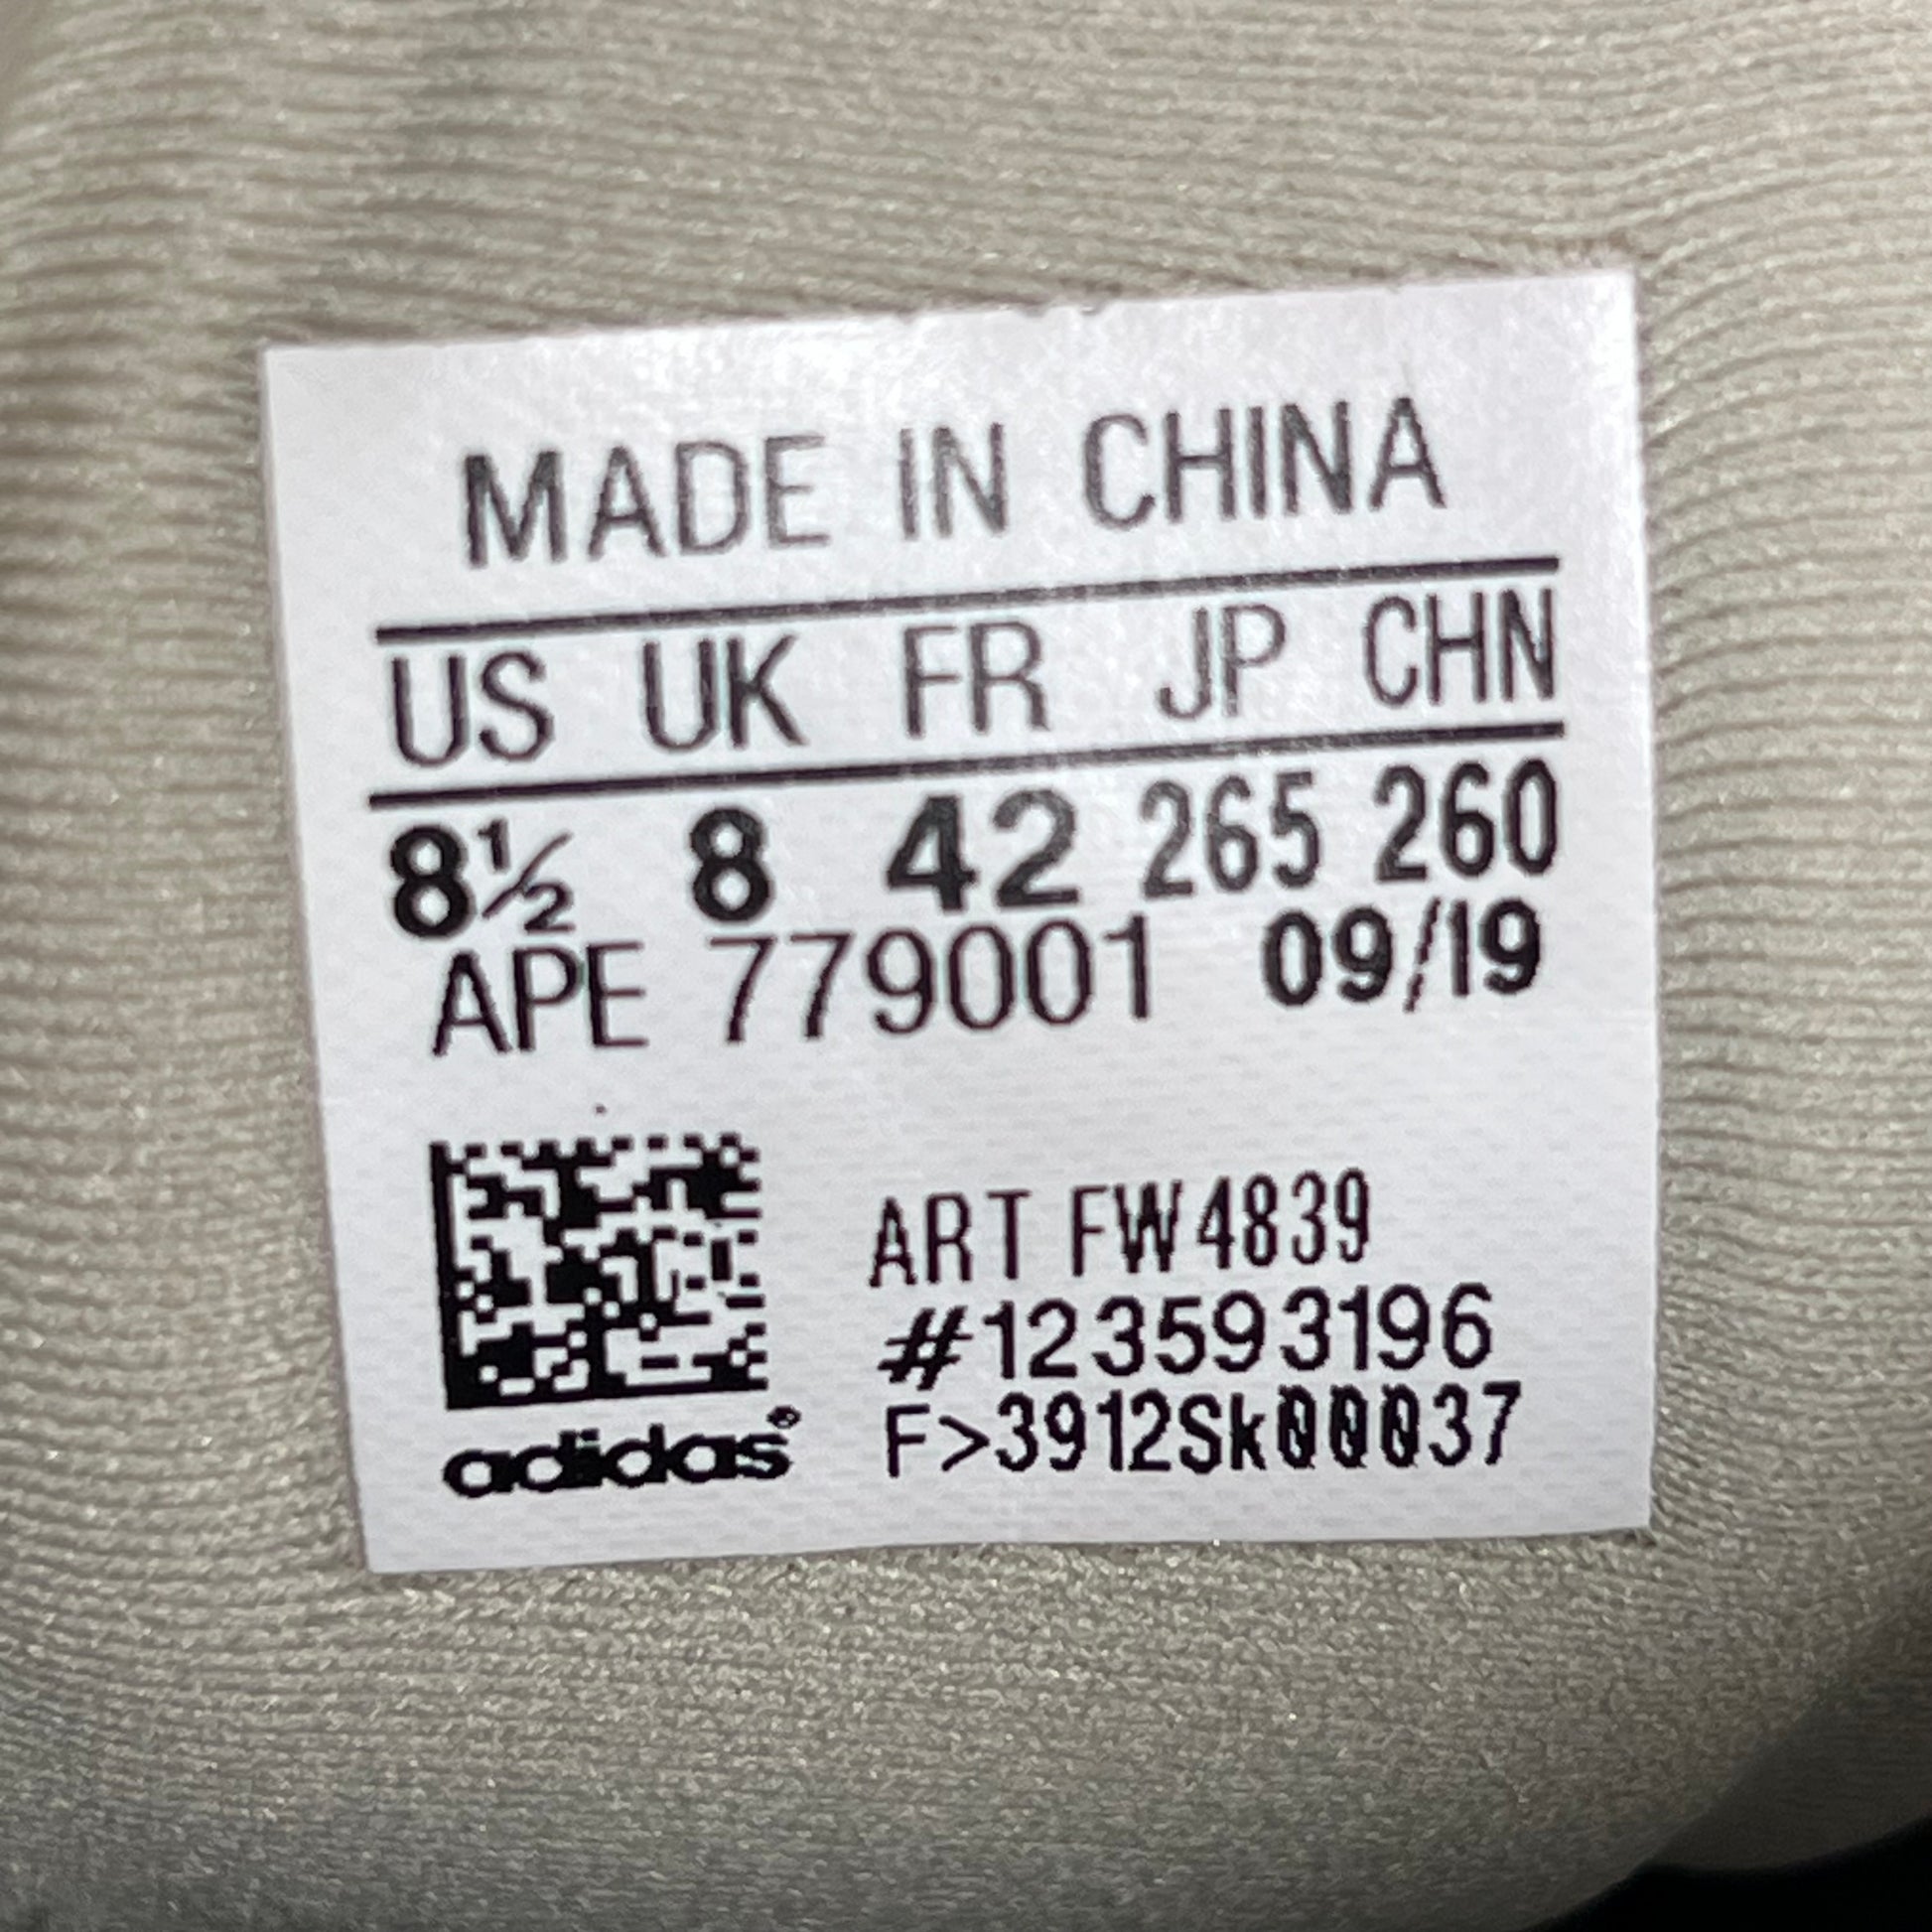 MADE IN CHINA
US UK FR JP CHN
8½ 8 42 265 260
APE 779001 09/19
ART FW4839
#123593196
F>3912Sk00037
adidas®